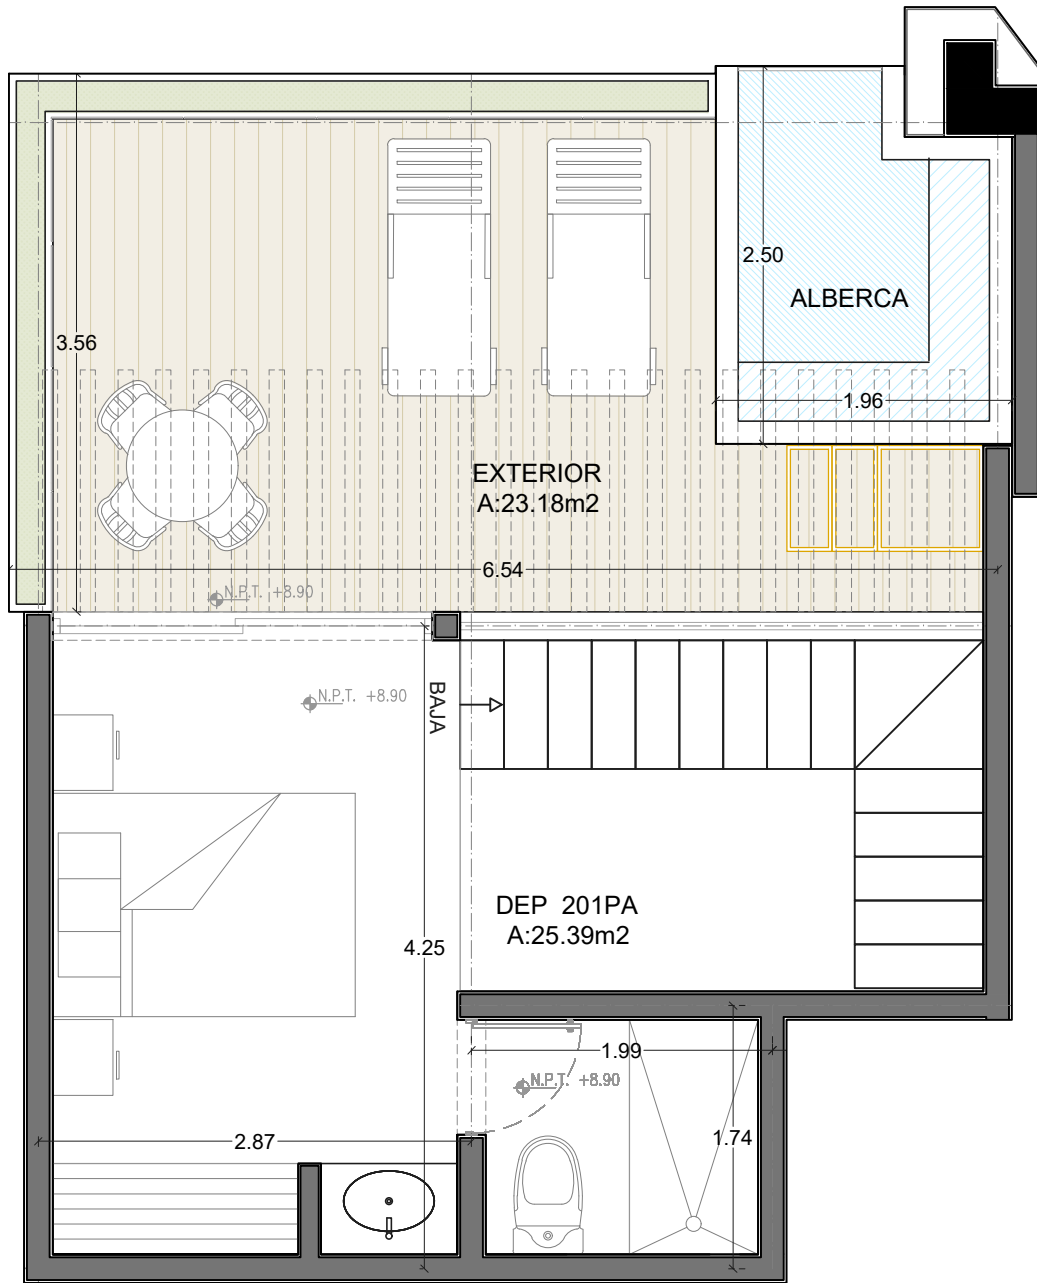 2.50
ALBERCA
3.56
1.96
EXTERIOR
A:23.18m2
6.54
N.P.T. +8.90
N.P.T. +8.90
BAJA
DEP 201PA
A:25.39m2
4.25
1.99
N.P.T. +8.90
2.87
1.74